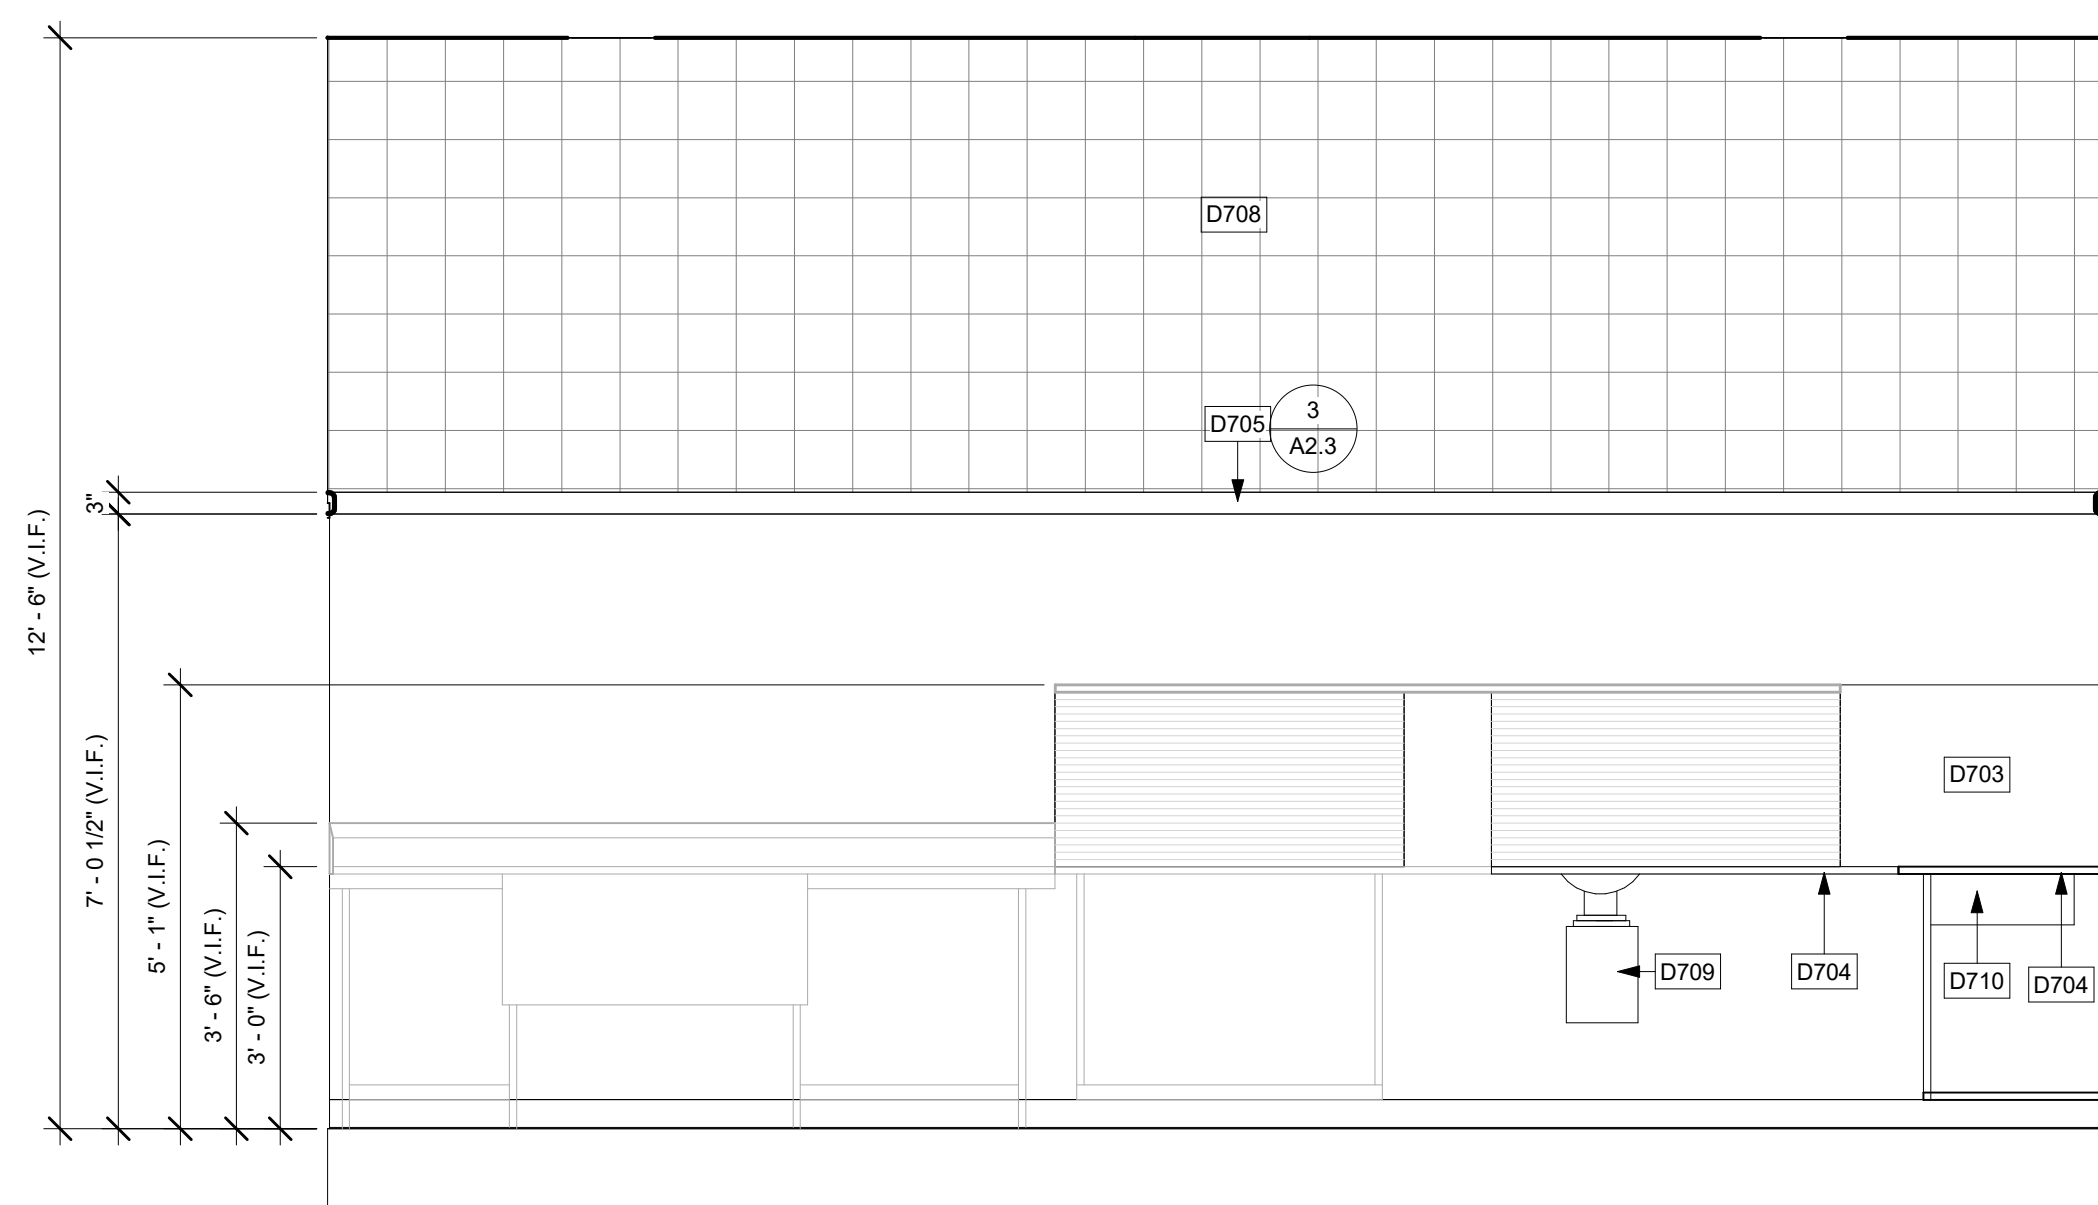 D708
3
D705
A2.3
3"
12' - 6" (V.I.F.)
7' - 0 1/2" (V.I.F.)
5' - 1" (V.I.F.)
3' - 6" (V.I.F.)
3' - 0" (V.I.F.)
D703
D709
D704
D710
D704